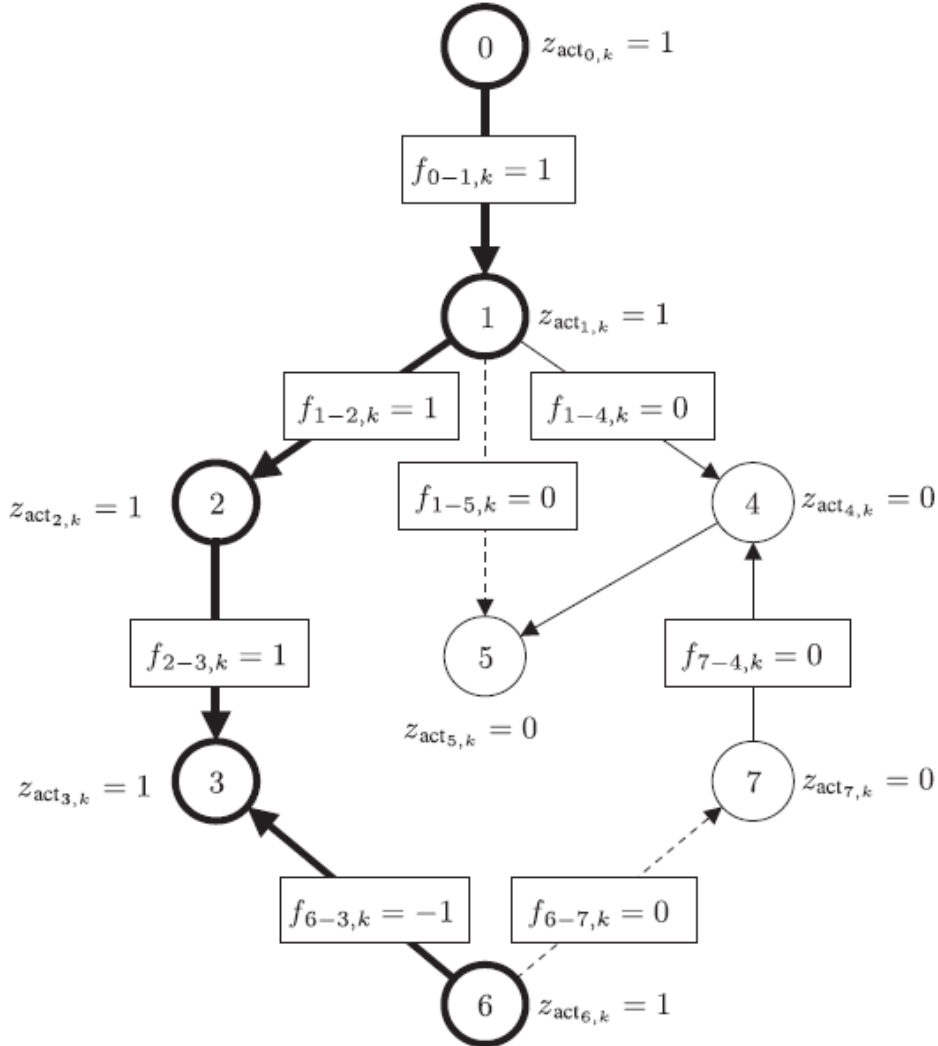 0
z_{act_{0,k}} = 1
f_{0−1,k} = 1
1
z_{act_{1,k}} = 1
f_{1−2,k} = 1
f_{1−4,k} = 0
z_{act_{2,k}} = 1
2
f_{1−5,k} = 0
4
z_{act_{4,k}} = 0
f_{2−3,k} = 1
5
f_{7−4,k} = 0
z_{act_{5,k}} = 0
z_{act_{3,k}} = 1
3
7
z_{act_{7,k}} = 0
f_{6−3,k} = −1
f_{6−7,k} = 0
6
z_{act_{6,k}} = 1